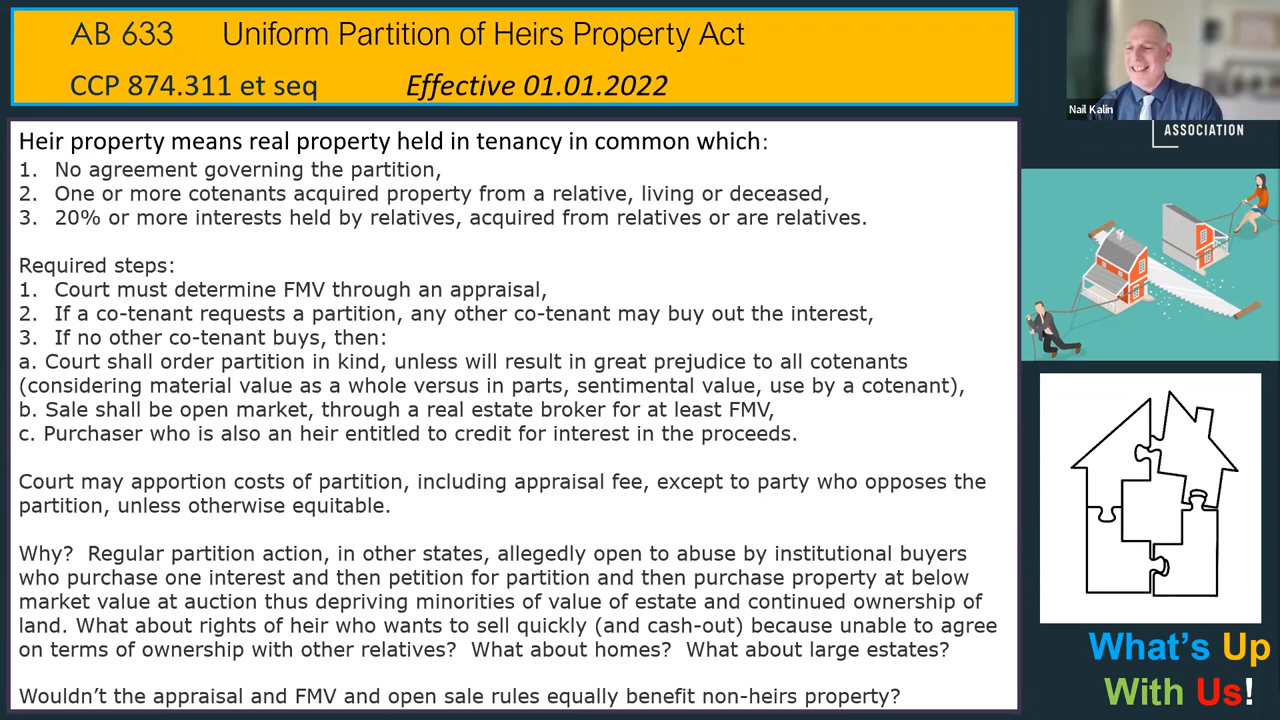 AB 633 Uniform Partition of Heirs Property Act
CCP 874.311 et seq Effective 01.01.2022
Heir property means real property held in tenancy in common which:
1. No agreement governing the partition,
2. One or more cotenants acquired property from a relative, living or deceased,
3. 20% or more interests held by relatives, acquired from relatives or are relatives.
Required steps:
1. Court must determine FMV through an appraisal,
2. If a co-tenant requests a partition, any other co-tenant may buy out the interest,
3. If no other co-tenant buys, then:
a. Court shall order partition in kind, unless will result in great prejudice to all cotenants
(considering material value as a whole versus in parts, sentimental value, use by a cotenant),
b. Sale shall be open market, through a real estate broker for at least FMV,
c. Purchaser who is also an heir entitled to credit for interest in the proceeds.
Court may apportion costs of partition, including appraisal fee, except to party who opposes the
partition, unless otherwise equitable.
Why? Regular partition action, in other states, allegedly open to abuse by institutional buyers
who purchase one interest and then petition for partition and then purchase property at below
market value at auction thus depriving minorities of value of estate and continued ownership of
land. What about rights of heir who wants to sell quickly (and cash-out) because unable to agree
on terms of ownership with other relatives? What about homes? What about large estates?
Wouldn't the appraisal and FMV and open sale rules equally benefit non-heirs property?
Nail Kalin
ASSOCIATION
What's Up
With Us!